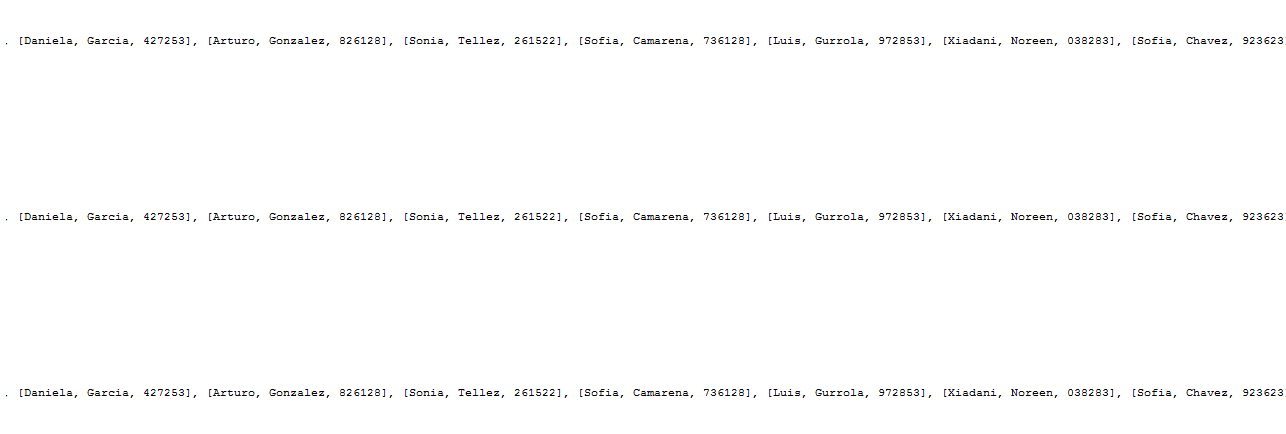 . [Daniela, Garcia, 427253], [Arturo, Gonzalez, 826128], [Sonia, Tellez, 261522], [Sofia, Camarena, 736128], [Luis, Gurrola, 972853], [Xiadani, Noreen, 038283], [Sofia, Chavez, 923623
. [Daniela, Garcia, 427253], [Arturo, Gonzalez, 826128], [Sonia, Tellez, 261522], [Sofia, Camarena, 736128], [Luis, Gurrola, 972853], [Xiadani, Noreen, 038283], [Sofia, Chavez, 923623
. [Daniela, Garcia, 427253], [Arturo, Gonzalez, 826128], [Sonia, Tellez, 261522], [Sofia, Camarena, 736128], [Luis, Gurrola, 972853], [Xiadani, Noreen, 038283], [Sofia, Chavez, 923623